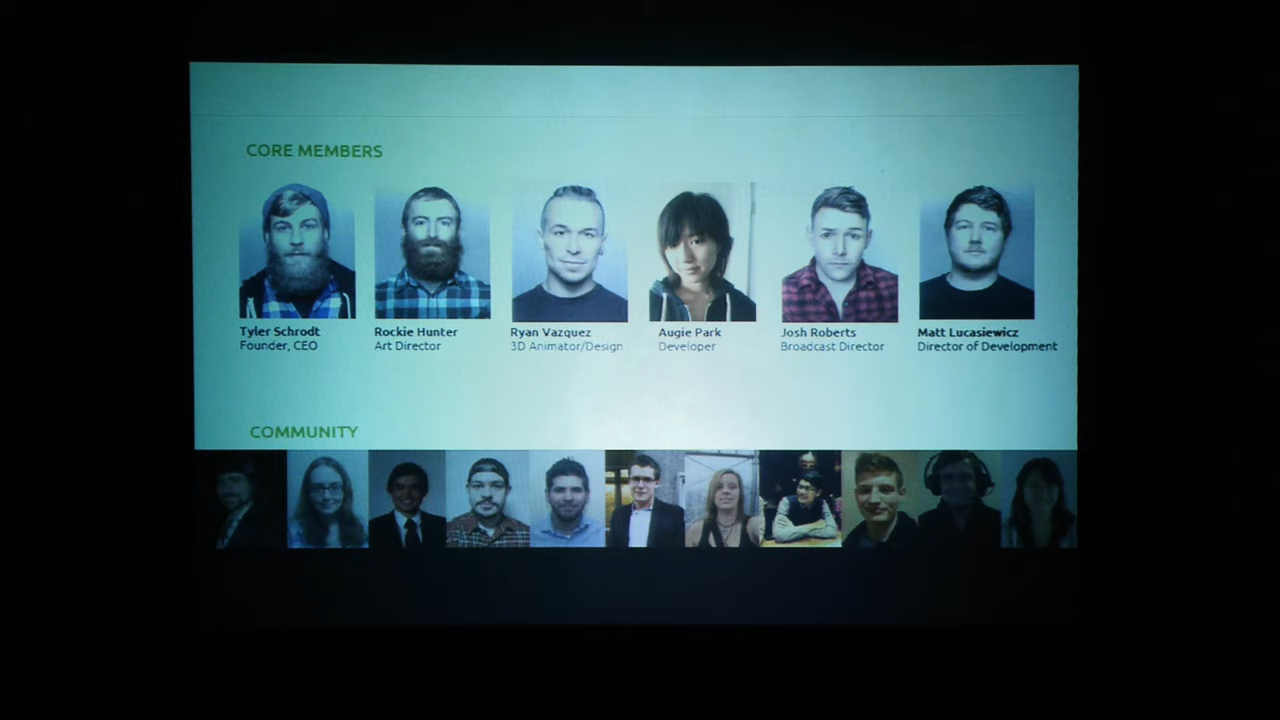 CORE MEMBERS
Tyler Schrodt
Founder, CEO
Rockie Hunter
Art Director
Ryan Vazquez
3D Animator/Design
Augie Park
Developer
Josh Roberts
Broadcast Director
Matt Lucasiewicz
Director of Development
COMMUNITY